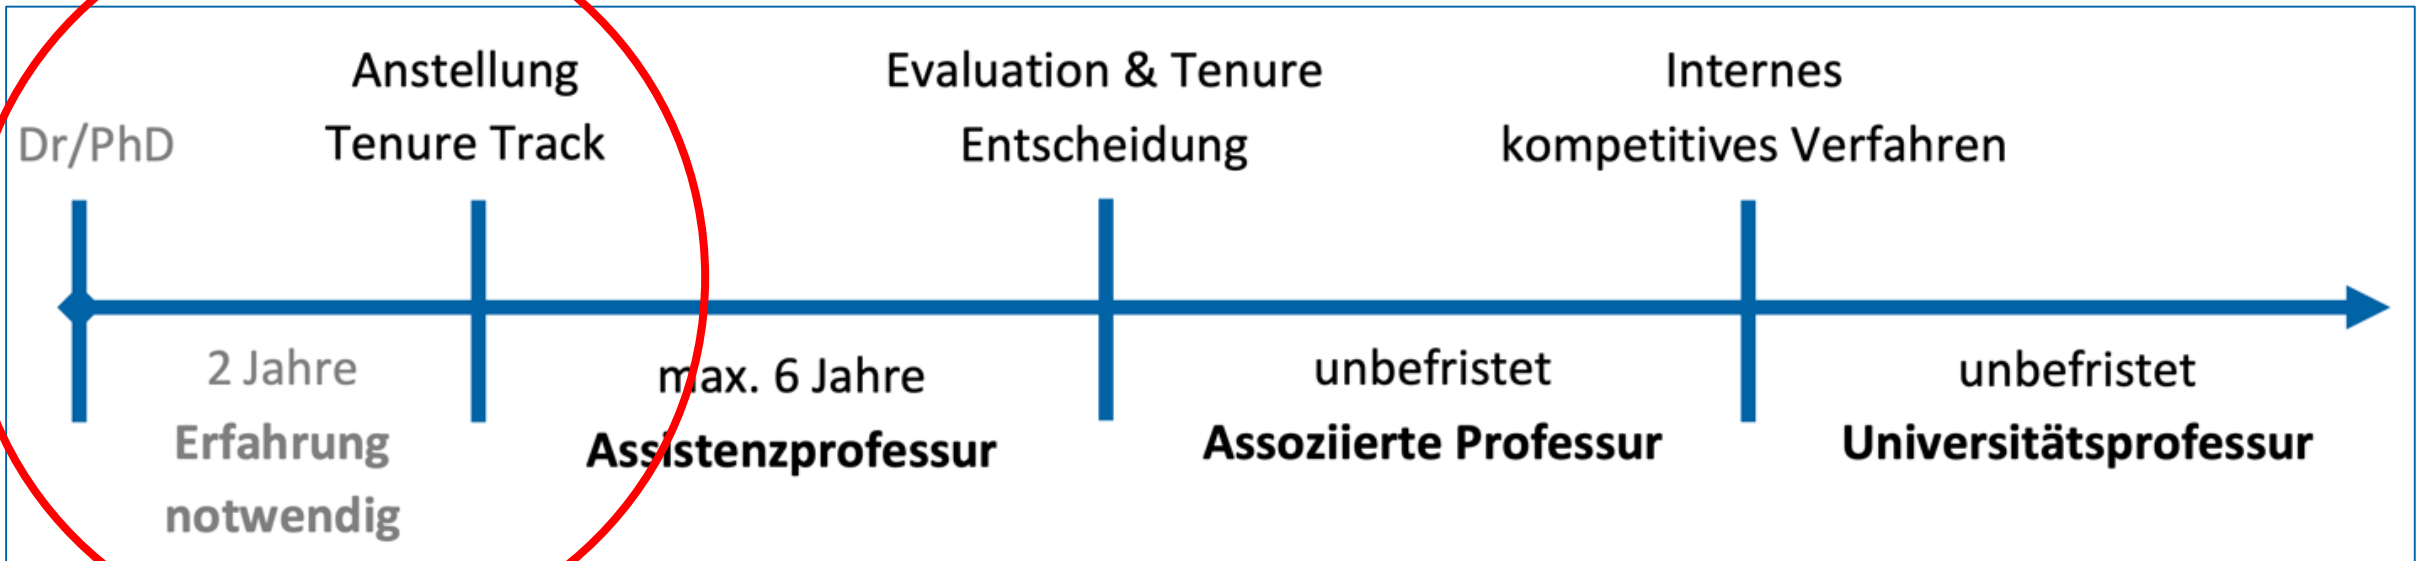 Dr/PhD
Anstellung
Tenure Track
Evaluation & Tenure
Entscheidung
Internes
kompetitives Verfahren
2 Jahre
Erfahrung
notwendig
max. 6 Jahre
Assistenzprofessur
unbefristet
Assoziierte Professur
unbefristet
Universitätsprofessur